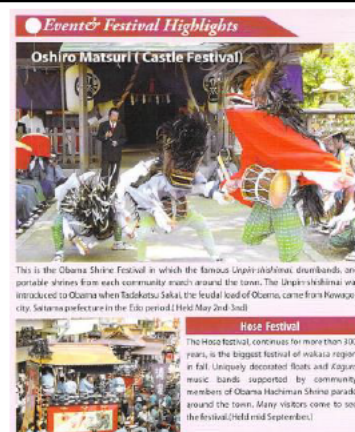 Event & Festival Highlights
Oshiro Matsuri ( Castle Festival)
This is the Obama Shrine Festival in which the famous Unpin-shishimai, drumbands, and
portable shrines from each community march around the town. The Unpin-shishimai was
introduced to Obama when Tadakatsu Sakai, the feudal load of Obama, came from Kawagoe
city, Saitama prefecture in the Edo period.( Held May 2nd-3rd)
Hose Festival
The Hose festival, continues for more than 300
years, is the biggest festival of wakasa region
in fall. Uniquely decorated floats and Kagura
music bands supported by community
members of Obama Hachiman Shrine parade
around the town. Many visitors come to see
the festival.(Held mid September.)